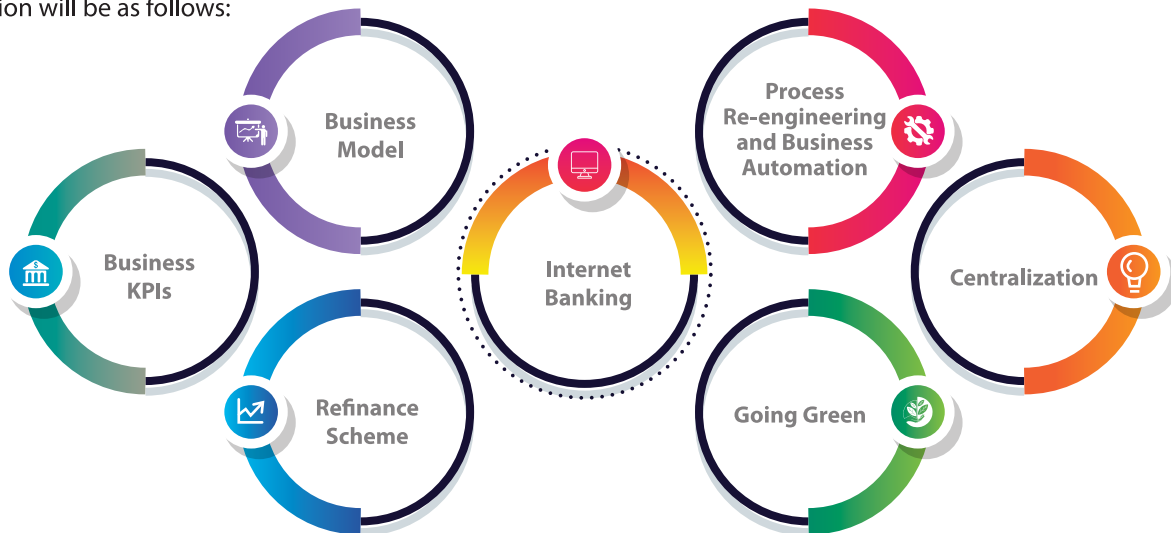 ion will be as follows:
Business
Model
Process
Re-engineering
and Business
Automation
Business
KPIs
Internet
Banking
Centralization
Refinance
Scheme
Going Green